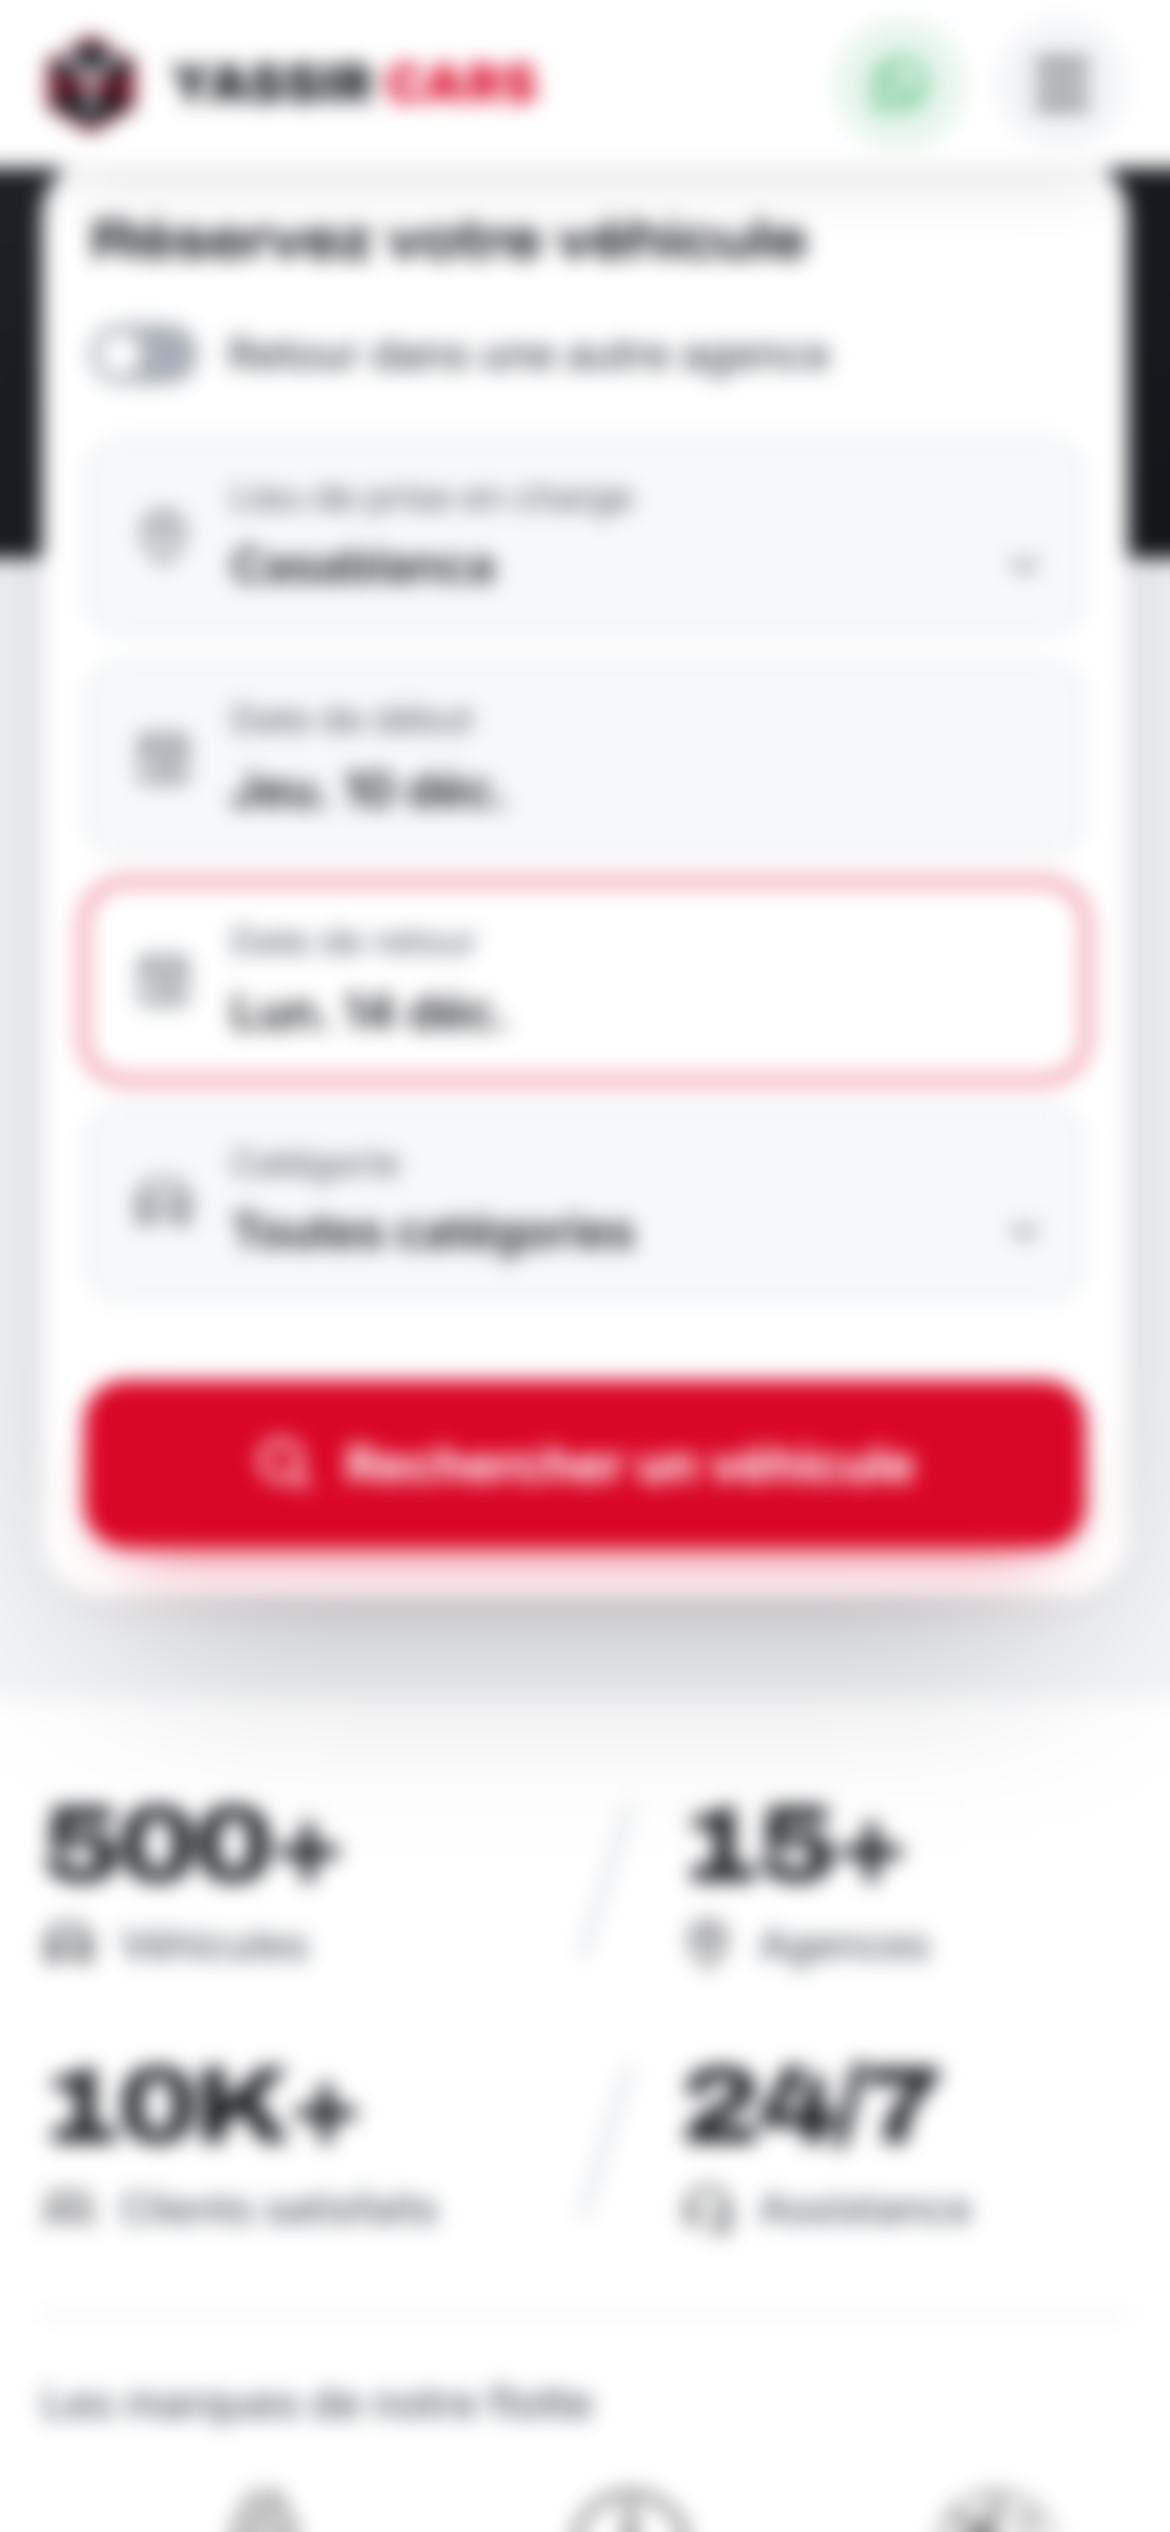 YASSIR CARS
Réservez votre véhicule
Retour dans une autre agence
Lieu de prise en charge
Casablanca
Date de début
Jeu. 10 déc.
Date de retour
Lun. 14 déc.
Catégorie
Toutes catégories
Rechercher un véhicule
500+
15+
Véhicules
Agences
10K+
24/7
Clients satisfaits
Assistance
Les marques de notre flotte